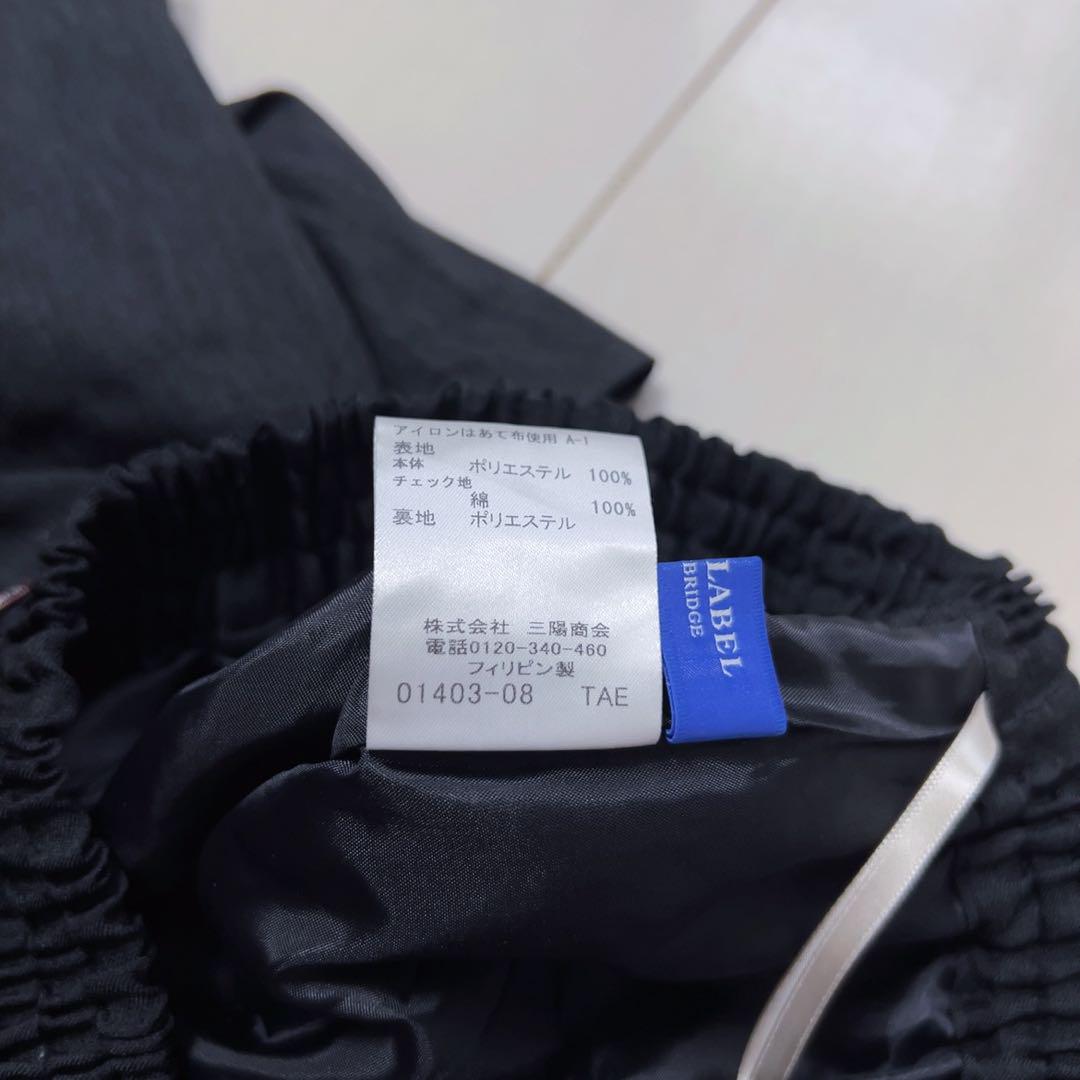 アイロンはあて布使用 A-1
表地
本体 ポリエステル 100%
チェック地
綿 100%
裏地 ポリエステル
株式会社 三陽商会
電話0120-340-460
フィリピン製
01403-08 TAE
LABEL
BRIDGE